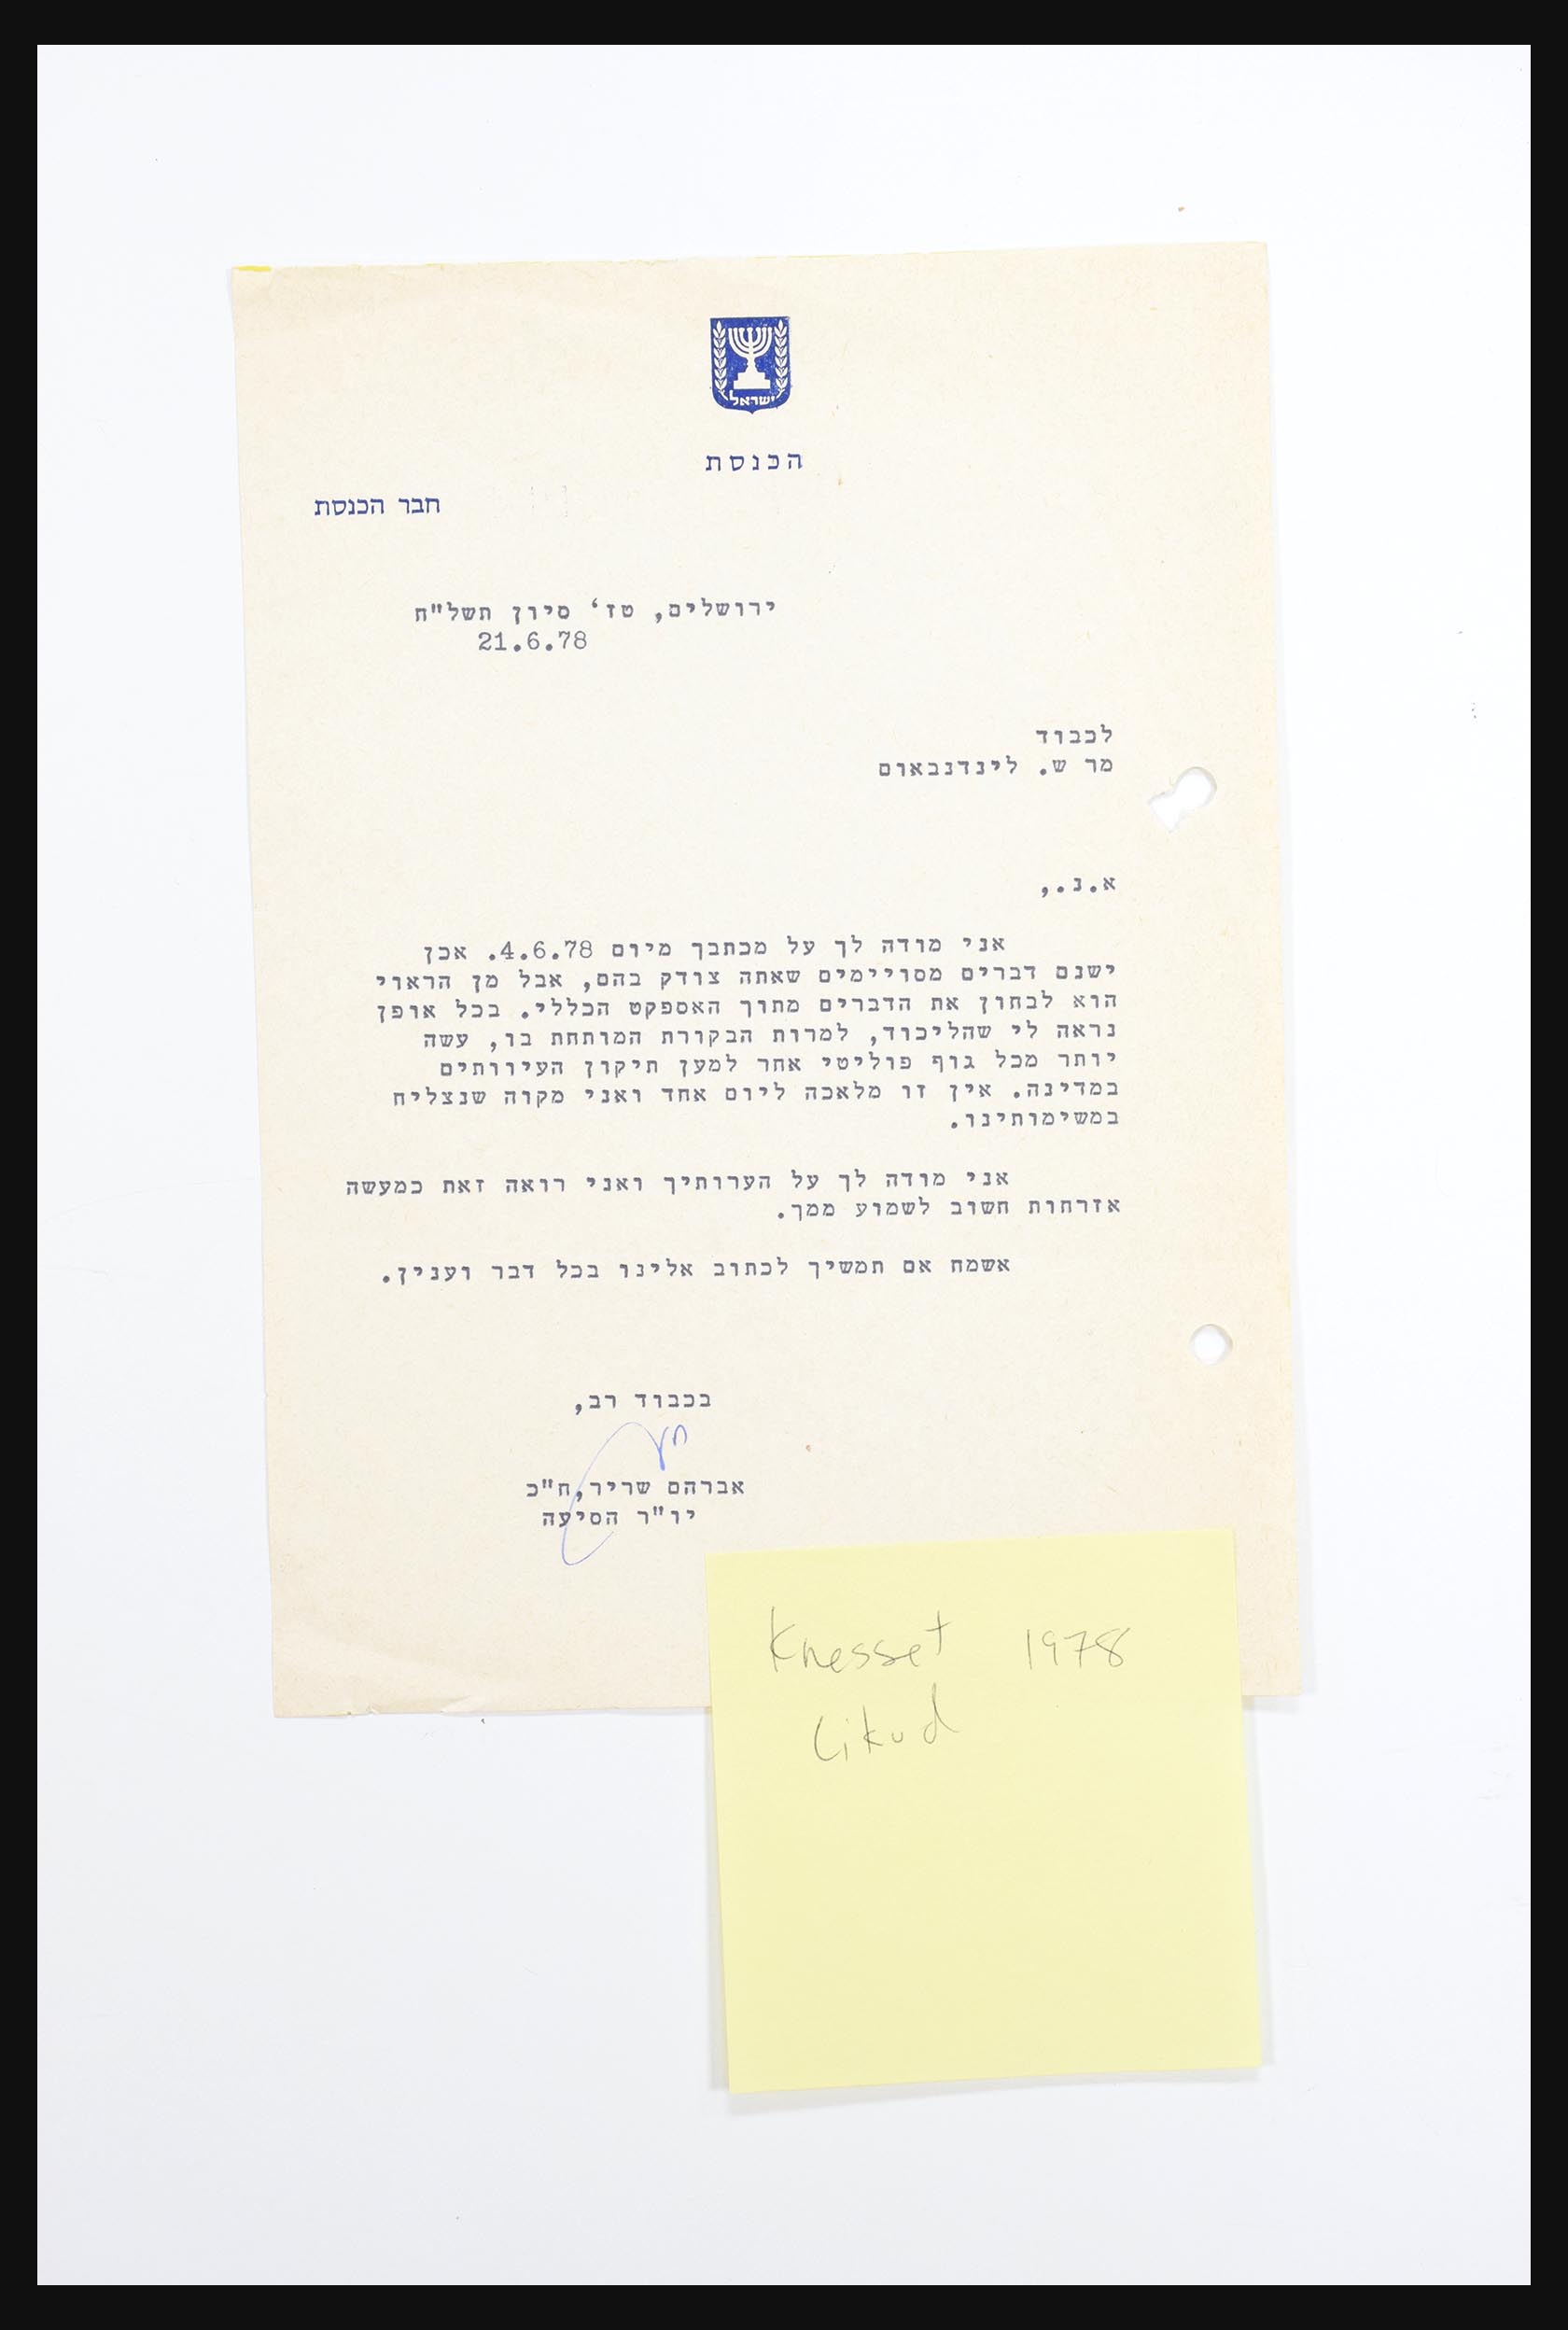 ישראל
הכנסת
חבר הכנסת
ירושלים, טז' סיון תשל"ח
21.6.78
לכבוד
מר ש. לינדנבאום
א.נ.,
אני מודה לך על מכתבך מיום 4.6.78. אכן
ישנם דברים מסויימים שאתה צודק בהם, אבל מן הראוי
הוא לבחון את הדברים מתוך האספקט הכללי. בכל אופן
נראה לי שהליכוד, למרות הבקורת המותחת בו, עשה
יותר מכל גוף פוליטי אחר למען תיקון העיוותים
במדינה. אין זו מלאכה ליום אחד ואני מקוה שנצליח
במשימותינו.
אני מודה לך על הערותיך ואני רואה זאת כמעשה
אזרחות חשוב לשמוע ממך.
אשמח אם תמשיך לכתוב אלינו בכל דבר וענין.
בכבוד רב,
אברהם שריר,ח"כ
יו"ר הסיעה
Knesset 1978
Likud